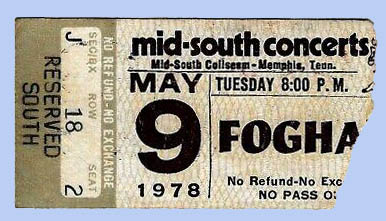 mid-south concerts
Mid-South Coliseum - Memphis, Tenn.
MAY
9
1978
TUESDAY 8:00 P. M.
FOGHA
No Refund-No Exc
NO PASS O
NO REFUND-NO EXCHANGE
SEC/BX ROW SEAT
J 18 2
RESERVED
SOUTH